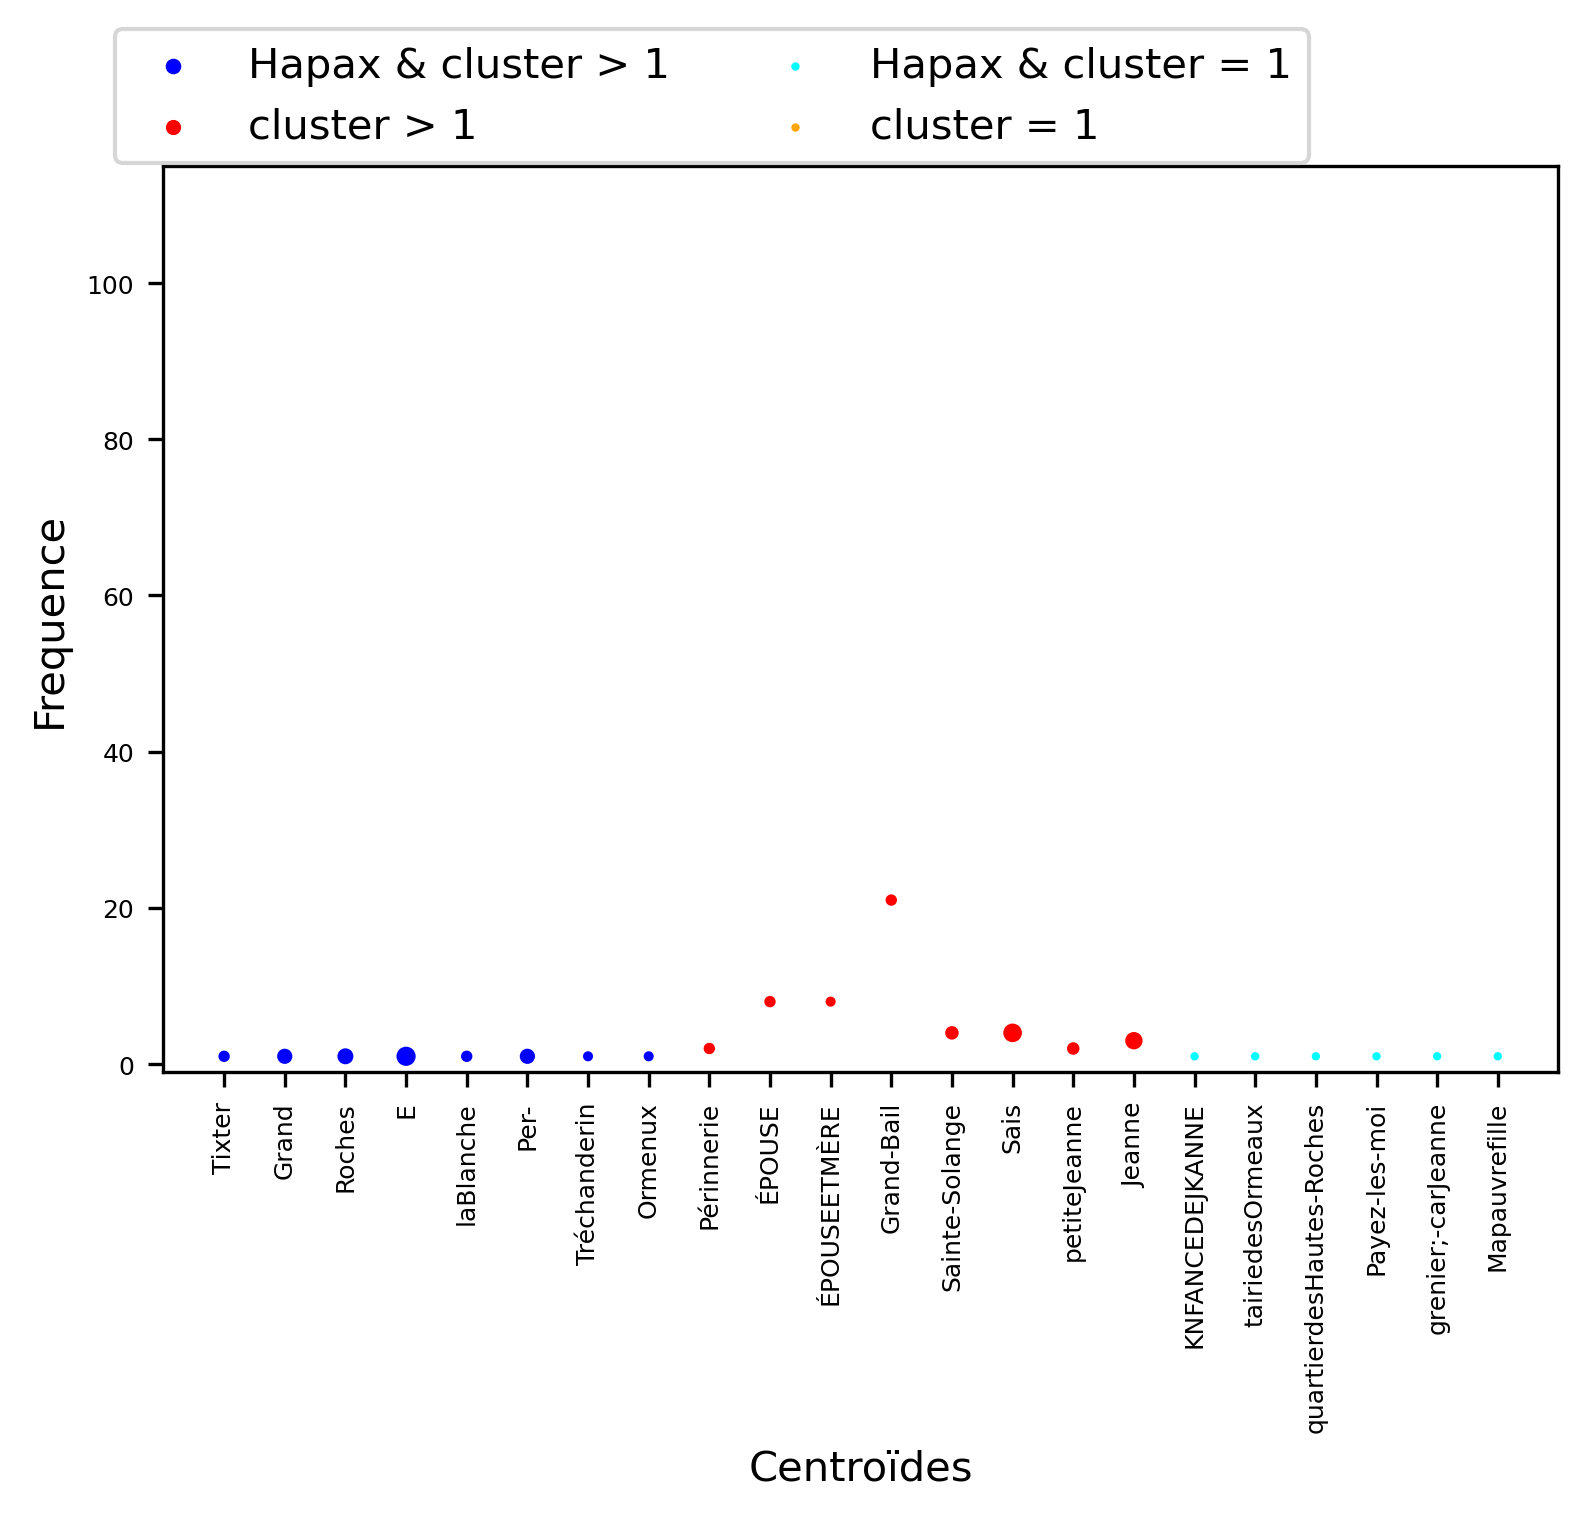 Hapax & cluster > 1
Hapax & cluster = 1
cluster > 1
cluster = 1
Frequence
100
80
60
40
20
0
Tixter
Grand
Roches
E
laBlanche
Per-
Tréchanderin
Ormenux
Périnnerie
ÉPOUSE
ÉPOUSEETMÈRE
Grand-Bail
Sainte-Solange
Sais
petiteJeanne
Jeanne
KNFANCEDEJKANNE
tairiedesOrmeaux
quartierdesHautes-Roches
Payez-les-moi
grenier;-carJeanne
Mapauvrefille
Centroïdes